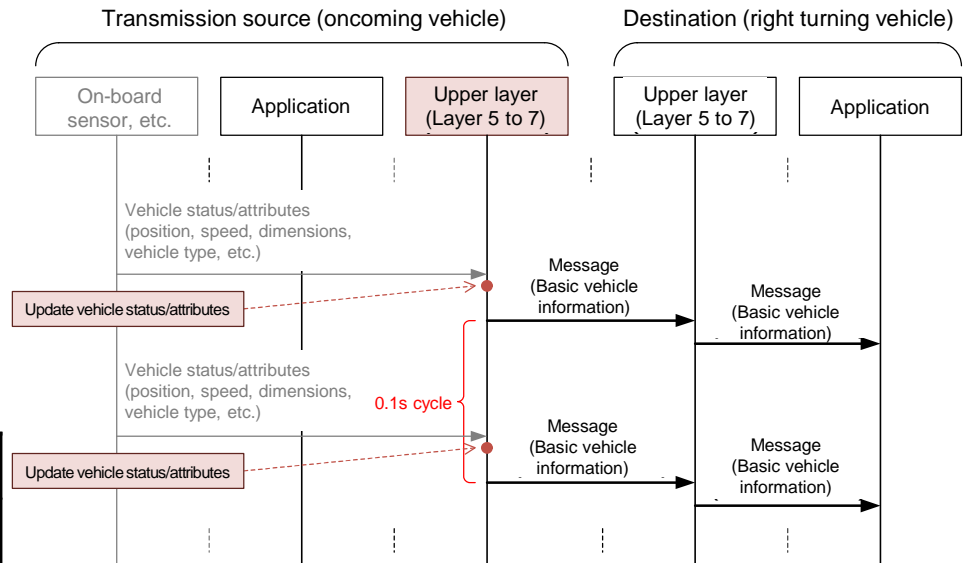 Transmission source (oncoming vehicle)
Destination (right turning vehicle)
On-board
sensor, etc.
Application
Upper layer
(Layer 5 to 7)
Upper layer
(Layer 5 to 7)
Application
Vehicle status/attributes
(position, speed, dimensions,
vehicle type, etc.)
Update vehicle status/attributes
Message
(Basic vehicle
information)
Message
(Basic vehicle
information)
Vehicle status/attributes
(position, speed, dimensions,
vehicle type, etc.)
0.1s cycle
Update vehicle status/attributes
Message
(Basic vehicle
information)
Message
(Basic vehicle
information)